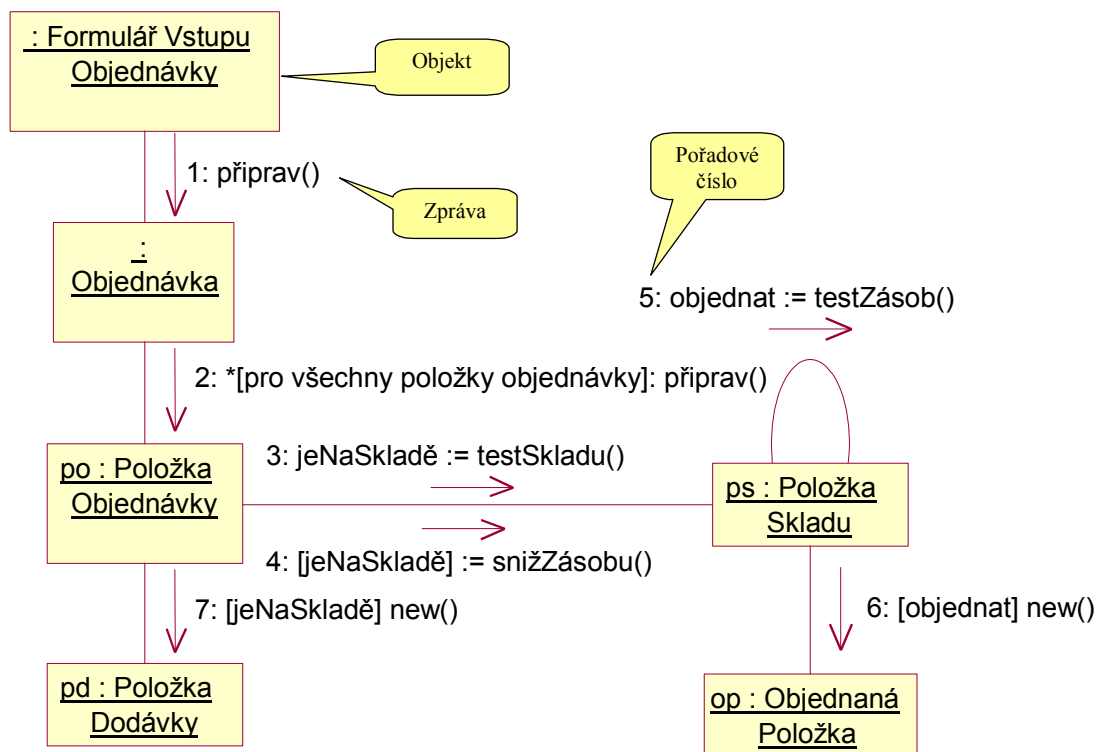 : Formulář Vstupu
Objednávky
Objekt
1: připrav()
Zpráva
Pořadové
číslo
:
Objednávka
5: objednat := testZásob()
2: *[pro všechny položky objednávky]: připrav()
3: jeNaSkladě := testSkladu()
po : Položka
Objednávky
ps : Položka
Skladu
4: [jeNaSkladě] := snižZásobu()
7: [jeNaSkladě] new()
6: [objednat] new()
pd : Položka
Dodávky
op : Objednaná
Položka